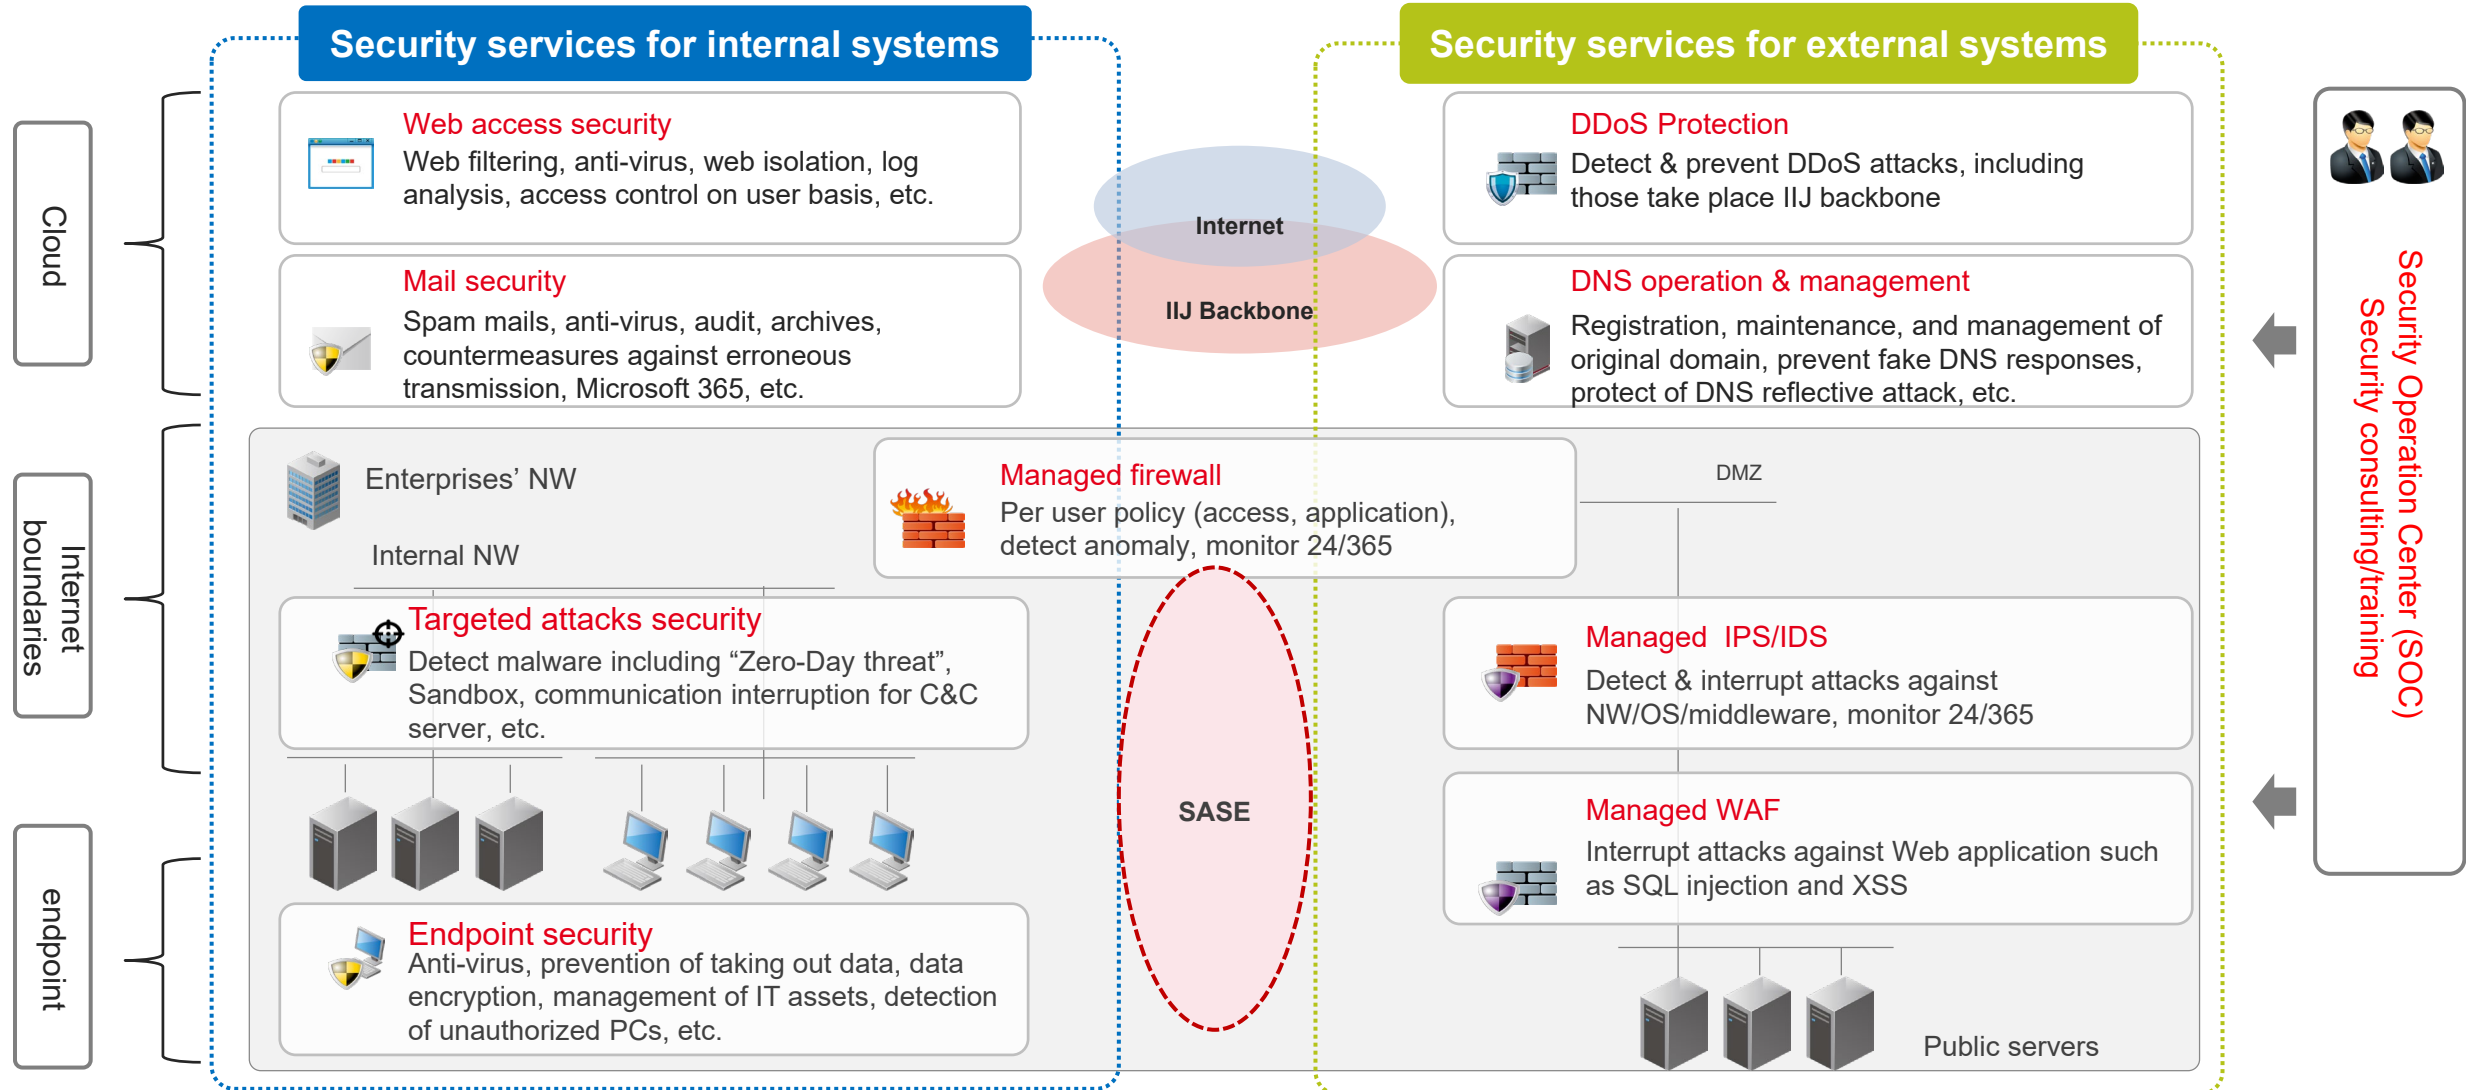 Security services for internal systems
Security services for external systems
Cloud
Web access security
Web filtering, anti-virus, web isolation, log
analysis, access control on user basis, etc.
Mail security
Spam mails, anti-virus, audit, archives,
countermeasures against erroneous
transmission, Microsoft 365, etc.
Internet
IIJ Backbone
DDoS Protection
Detect & prevent DDoS attacks, including
those take place IIJ backbone
DNS operation & management
Registration, maintenance, and management of
original domain, prevent fake DNS responses,
protect of DNS reflective attack, etc.
Security Operation Center (SOC)
Security consulting/training
Internet
boundaries
Enterprises’ NW
Internal NW
Managed firewall
Per user policy (access, application),
detect anomaly, monitor 24/365
DMZ
Targeted attacks security
Detect malware including “Zero-Day threat”,
Sandbox, communication interruption for C&C
server, etc.
Managed  IPS/IDS
Detect & interrupt attacks against
NW/OS/middleware, monitor 24/365
SASE
Managed WAF
Interrupt attacks against Web application such
as SQL injection and XSS
endpoint
Endpoint security
Anti-virus, prevention of taking out data, data
encryption, management of IT assets, detection
of unauthorized PCs, etc.
Public servers